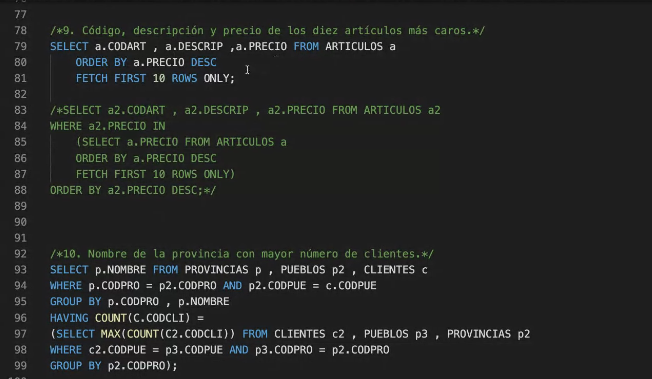 77
78 /*9. Código, descripción y precio de los diez artículos más caros.*/
79 SELECT a.CODART , a.DESCRIP ,a.PRECIO FROM ARTICULOS a
80 ORDER BY a.PRECIO DESC
81 FETCH FIRST 10 ROWS ONLY;
82
83 /*SELECT a2.CODART , a2.DESCRIP , a2.PRECIO FROM ARTICULOS a2
84 WHERE a2.PRECIO IN
85 (SELECT a.PRECIO FROM ARTICULOS a
86 ORDER BY a.PRECIO DESC
87 FETCH FIRST 10 ROWS ONLY)
88 ORDER BY a2.PRECIO DESC;*/
89
90
91
92 /*10. Nombre de la provincia con mayor número de clientes.*/
93 SELECT p.NOMBRE FROM PROVINCIAS p , PUEBLOS p2 , CLIENTES c
94 WHERE p.CODPRO = p2.CODPRO AND p2.CODPUE = c.CODPUE
95 GROUP BY p.CODPRO , p.NOMBRE
96 HAVING COUNT(C.CODCLI) =
97 (SELECT MAX(COUNT(C2.CODCLI)) FROM CLIENTES c2 , PUEBLOS p3 , PROVINCIAS p2
98 WHERE c2.CODPUE = p3.CODPUE AND p3.CODPRO = p2.CODPRO
99 GROUP BY p2.CODPRO);